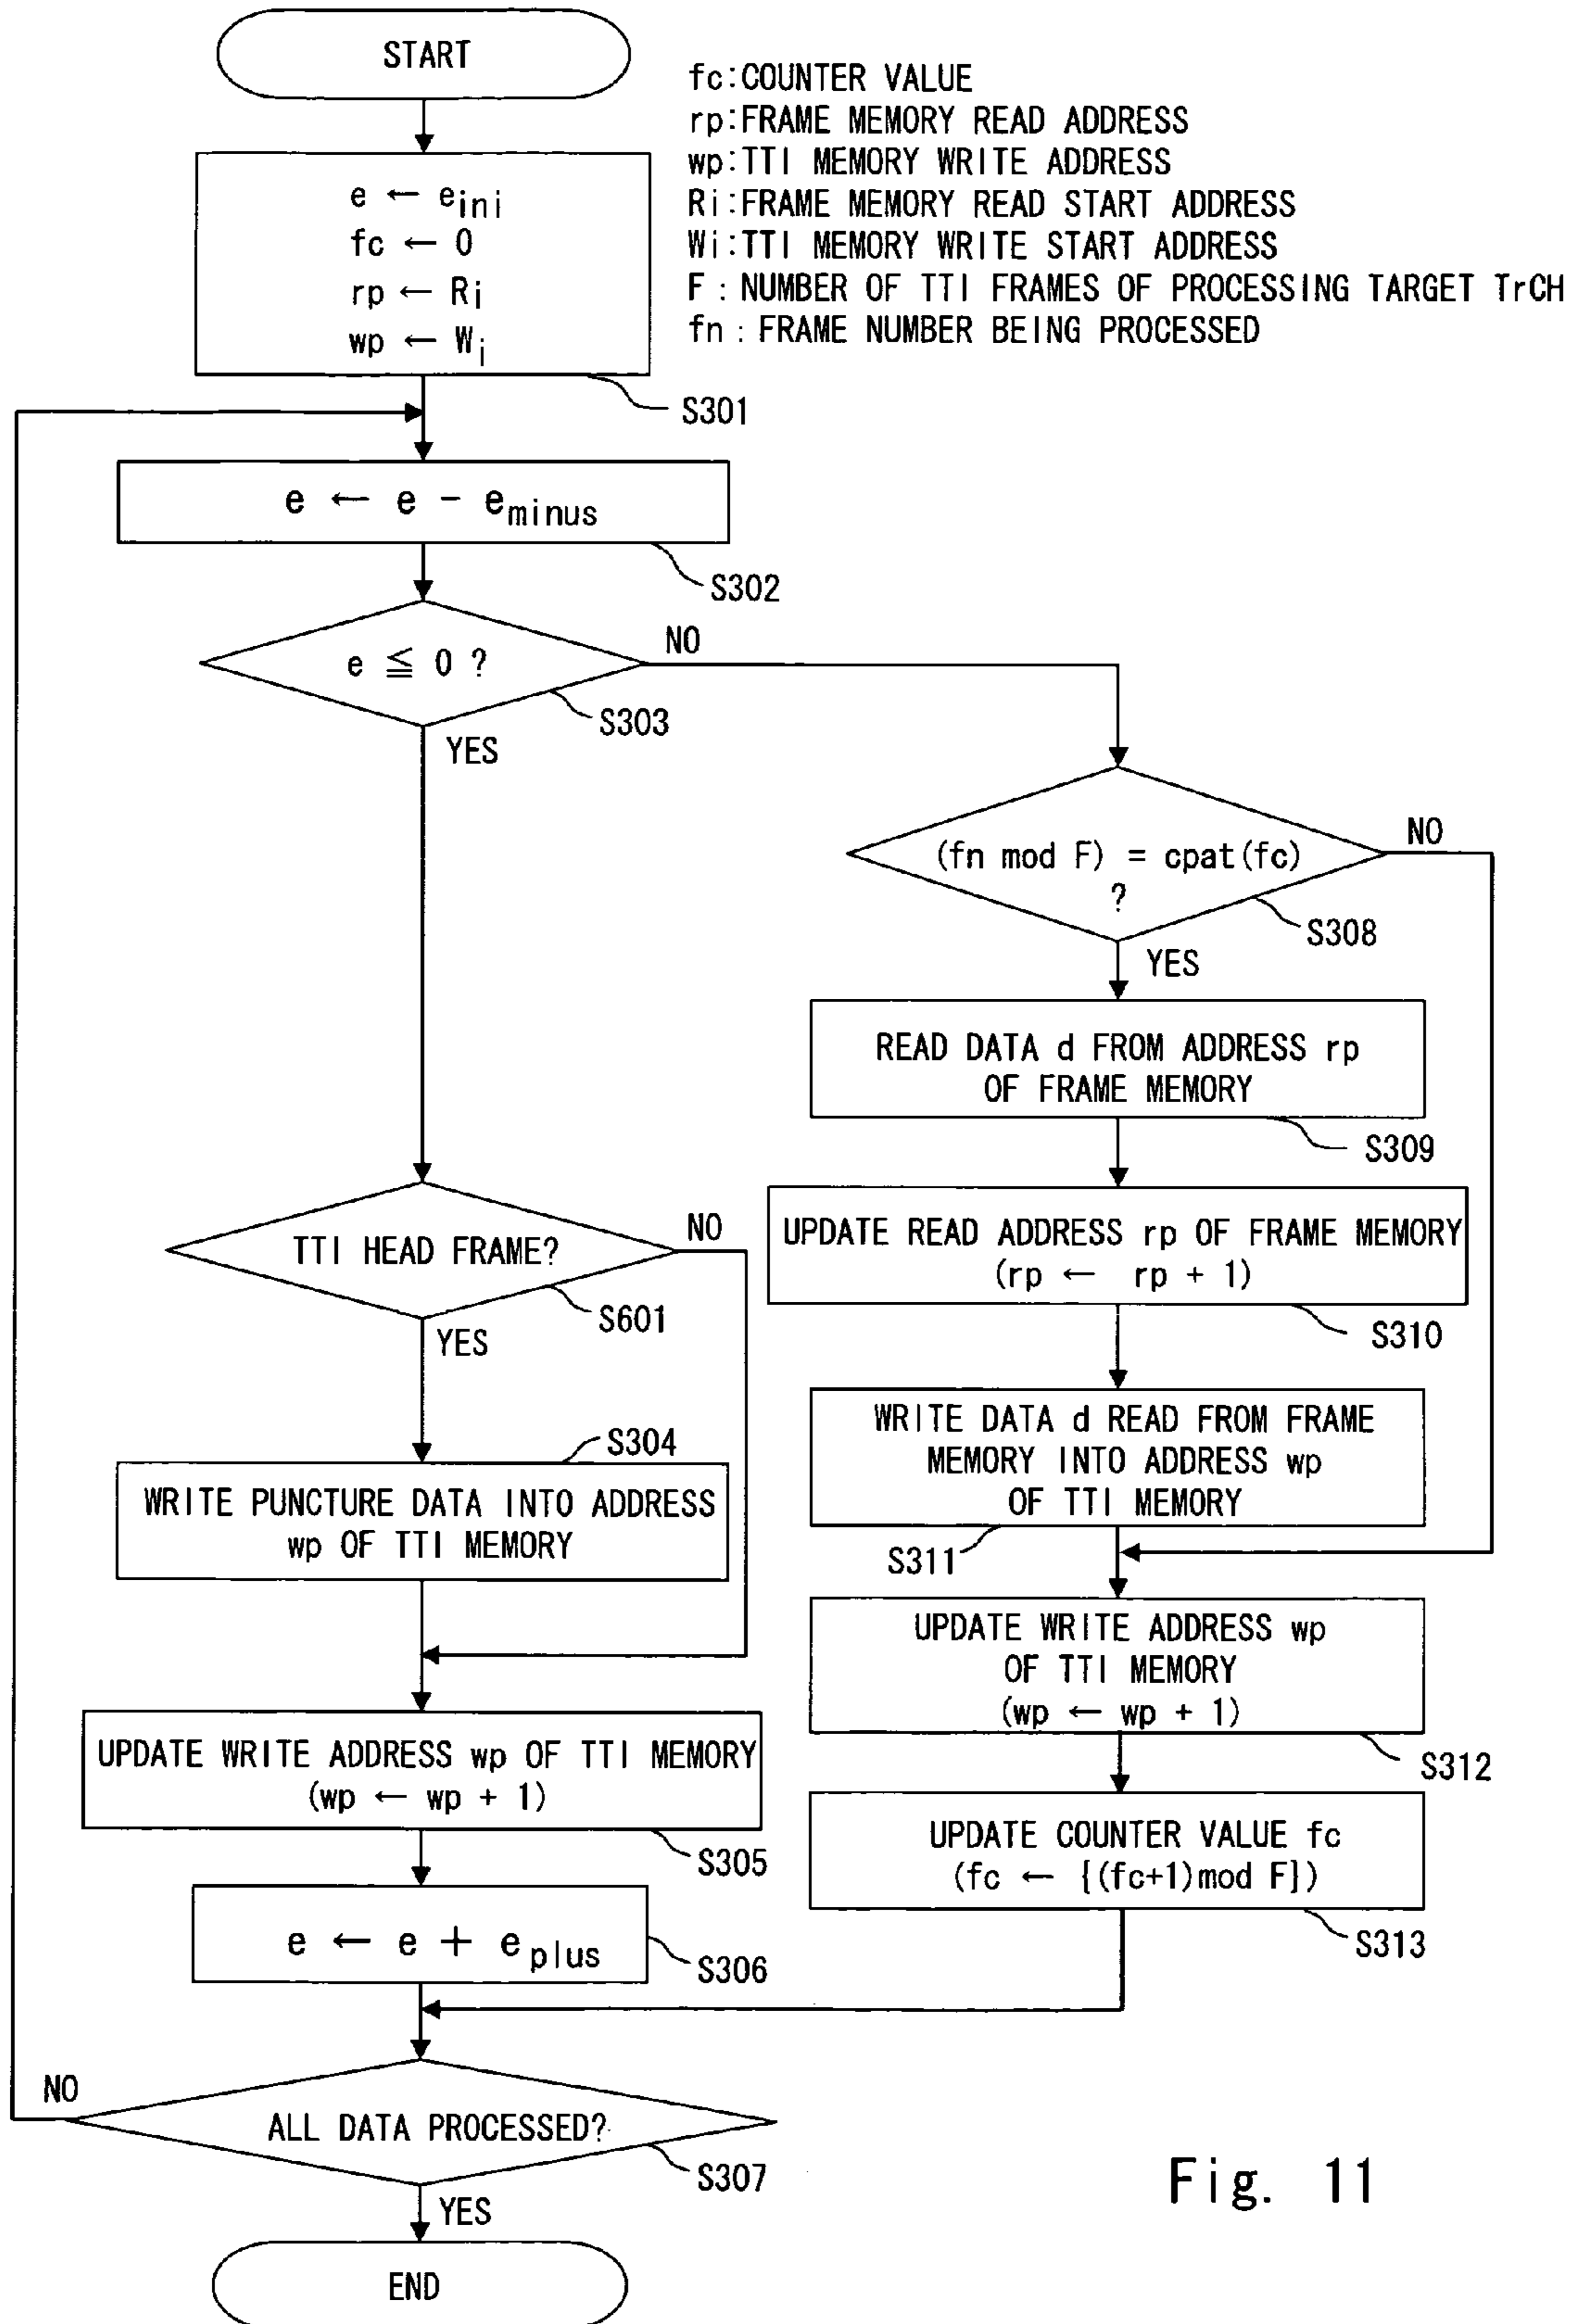 START
fc:COUNTER VALUE
rp:FRAME MEMORY READ ADDRESS
wp:TTI MEMORY WRITE ADDRESS
Ri:FRAME MEMORY READ START ADDRESS
Wi:TTI MEMORY WRITE START ADDRESS
F : NUMBER OF TTI FRAMES OF PROCESSING TARGET TrCH
fn : FRAME NUMBER BEING PROCESSED
e ← eini
fc ← 0
rp ← Ri
wp ← Wi
S301
e ← e - eminus
S302
e ≦ 0 ?
NO
S303
YES
(fn mod F) = cpat(fc)
?
NO
S308
YES
READ DATA d FROM ADDRESS rp
OF FRAME MEMORY
S309
UPDATE READ ADDRESS rp OF FRAME MEMORY
(rp ← rp + 1)
S310
TTI HEAD FRAME?
NO
S601
YES
WRITE DATA d READ FROM FRAME
MEMORY INTO ADDRESS wp
OF TTI MEMORY
S311
S304
WRITE PUNCTURE DATA INTO ADDRESS
wp OF TTI MEMORY
UPDATE WRITE ADDRESS wp
OF TTI MEMORY
(wp ← wp + 1)
S312
UPDATE WRITE ADDRESS wp OF TTI MEMORY
(wp ← wp + 1)
S305
UPDATE COUNTER VALUE fc
(fc ← {(fc+1)mod F})
S313
e ← e + eplus
S306
ALL DATA PROCESSED?
NO
S307
YES
END
Fig. 11